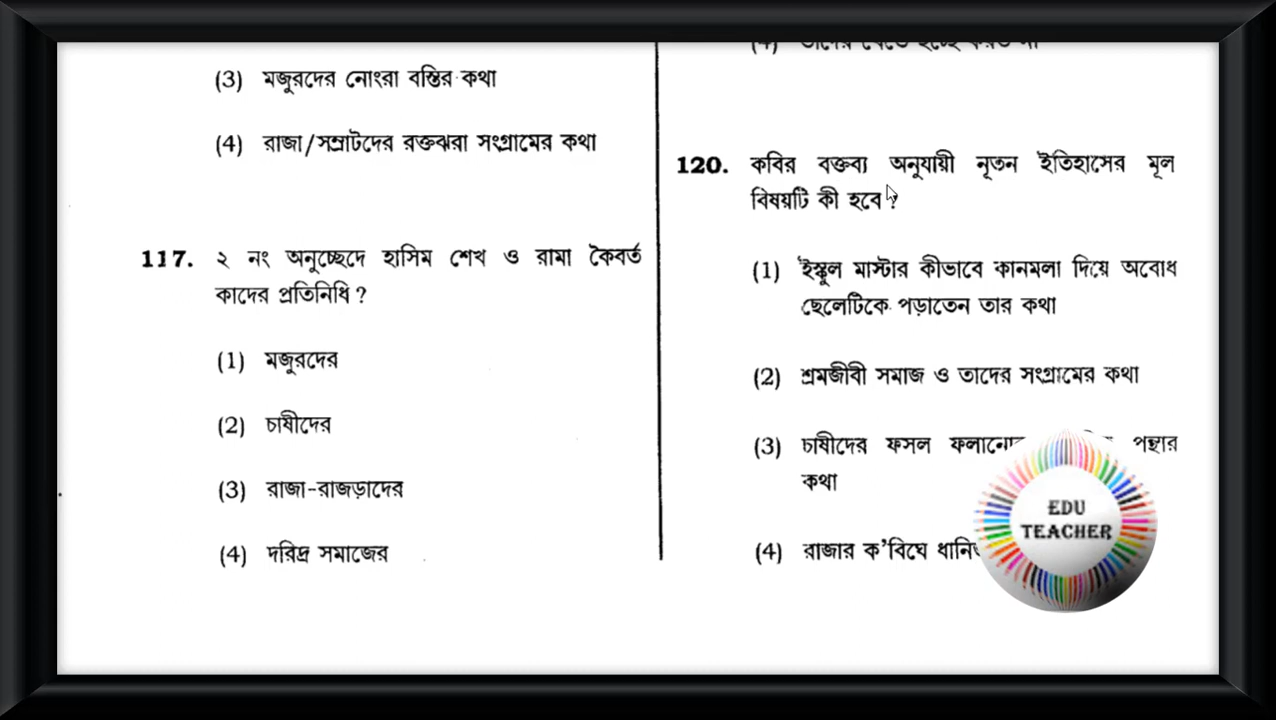 (3) মজুরদের নোংরা বস্তির কথা
(4) রাজা/সম্রাটদের রক্তঝরা সংগ্রামের কথা
117. ২ নং অনুচ্ছেদে হাসিম শেখ ও রামা কৈবর্ত
কাদের প্রতিনিধি ?
(1) মজুরদের
(2) চাষীদের
(3) রাজা-রাজড়াদের
(4) দরিদ্র সমাজের
120. কবির বক্তব্য অনুযায়ী নূতন ইতিহাসের মূল
বিষয়টি কী হবে ?
(1) ইস্কুল মাস্টার কীভাবে কানমলা দিয়ে অবোধ
ছেলেটিকে পড়াতেন তার কথা
(2) শ্রমজীবী সমাজ ও তাদের সংগ্রামের কথা
(3) চাষীদের ফসল পন্থার
কথা
(4) রাজার ক'বিঘে
EDU
TEACHER